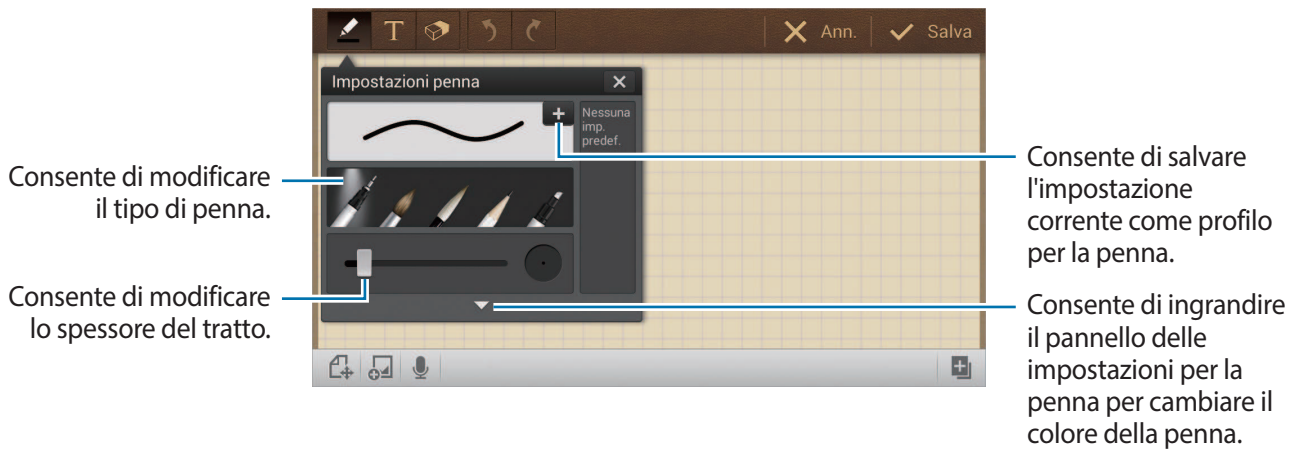 T
Ann.
Salva
Impostazioni penna
Nessuna
imp.
predef.
Consente di modificare
il tipo di penna.
Consente di modificare
lo spessore del tratto.
Consente di salvare
l'impostazione
corrente come profilo
per la penna.
Consente di ingrandire
il pannello delle
impostazioni per la
penna per cambiare il
colore della penna.